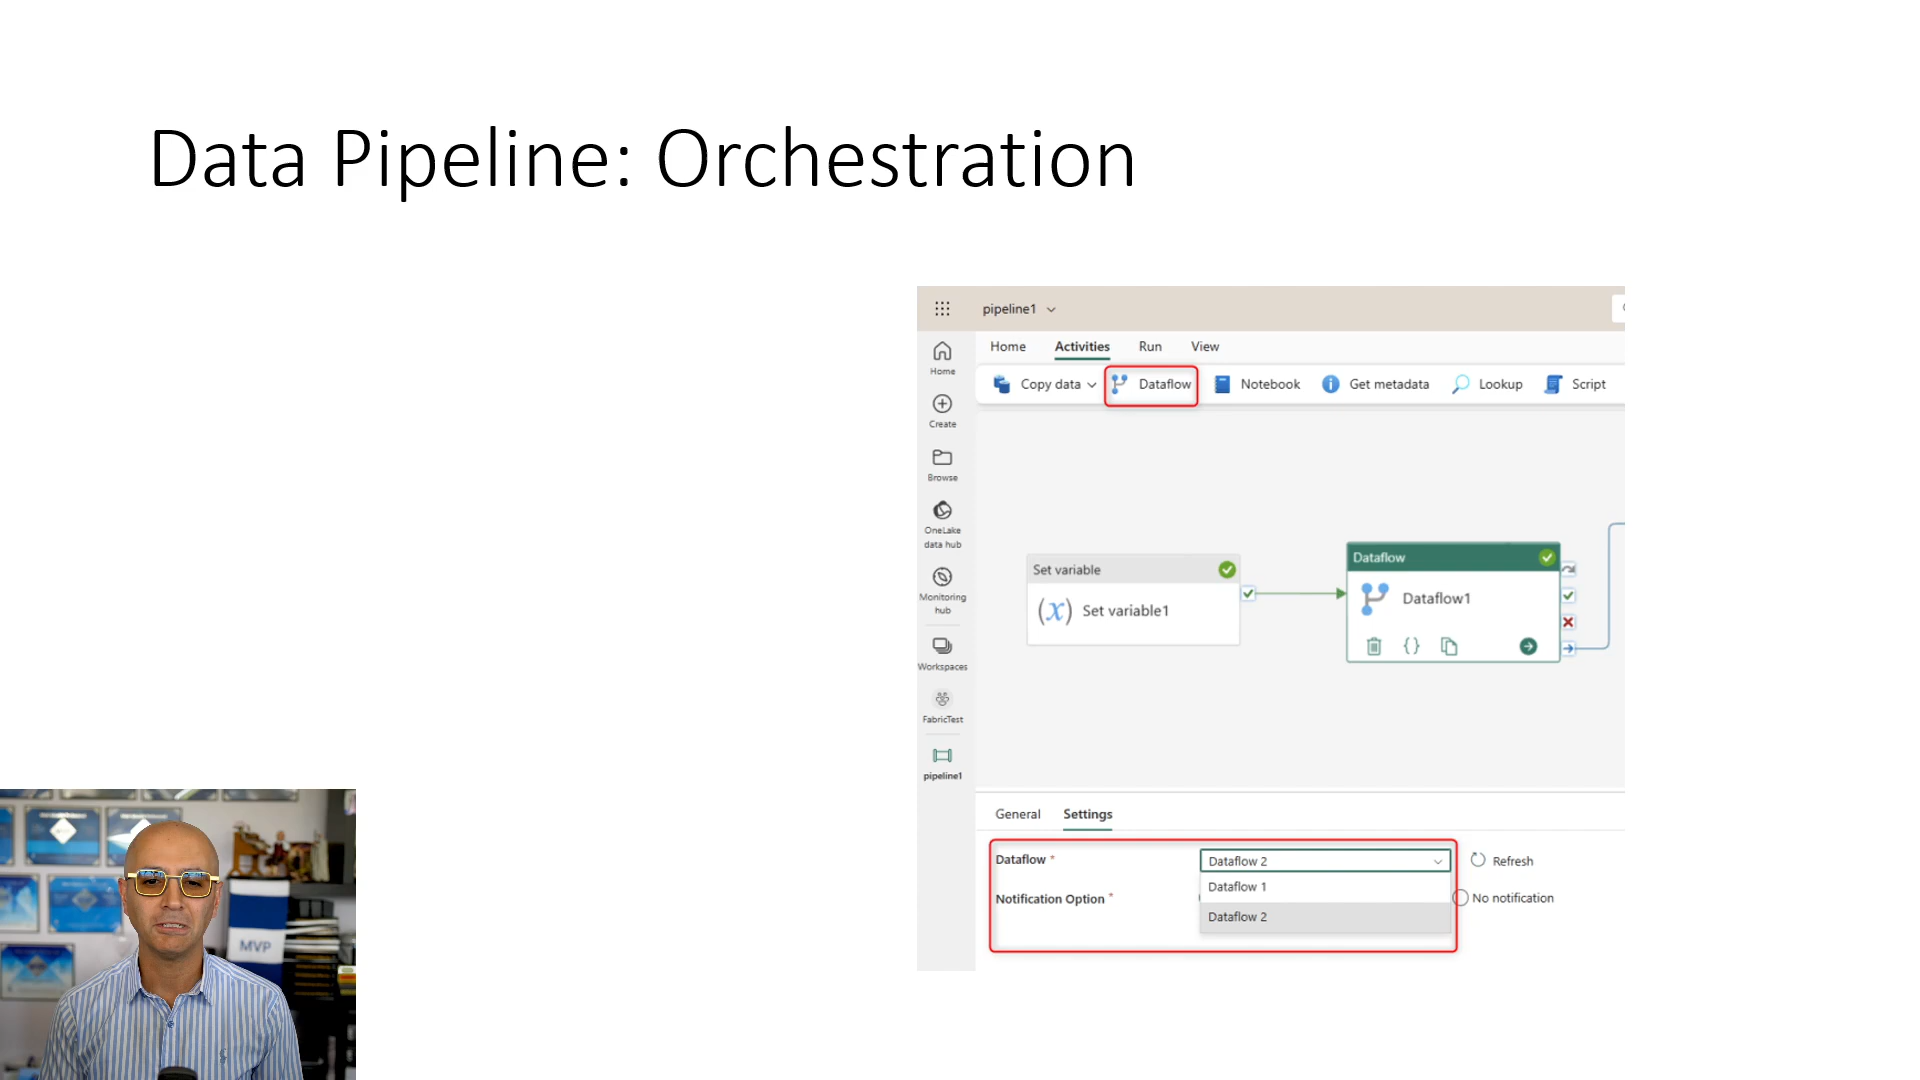 Data Pipeline: Orchestration
pipeline1
Home Activities Run View
Copy data Dataflow Notebook Get metadata Lookup Script
Home
Create
Browse
OneLake
data hub
Monitoring
hub
Workspaces
FabricTest
pipeline1
Set variable
(x) Set variable1
Dataflow
Dataflow1
{}
General Settings
Dataflow * Dataflow 2 Refresh
Dataflow 1
Notification Option * No notification
Dataflow 2
MVP